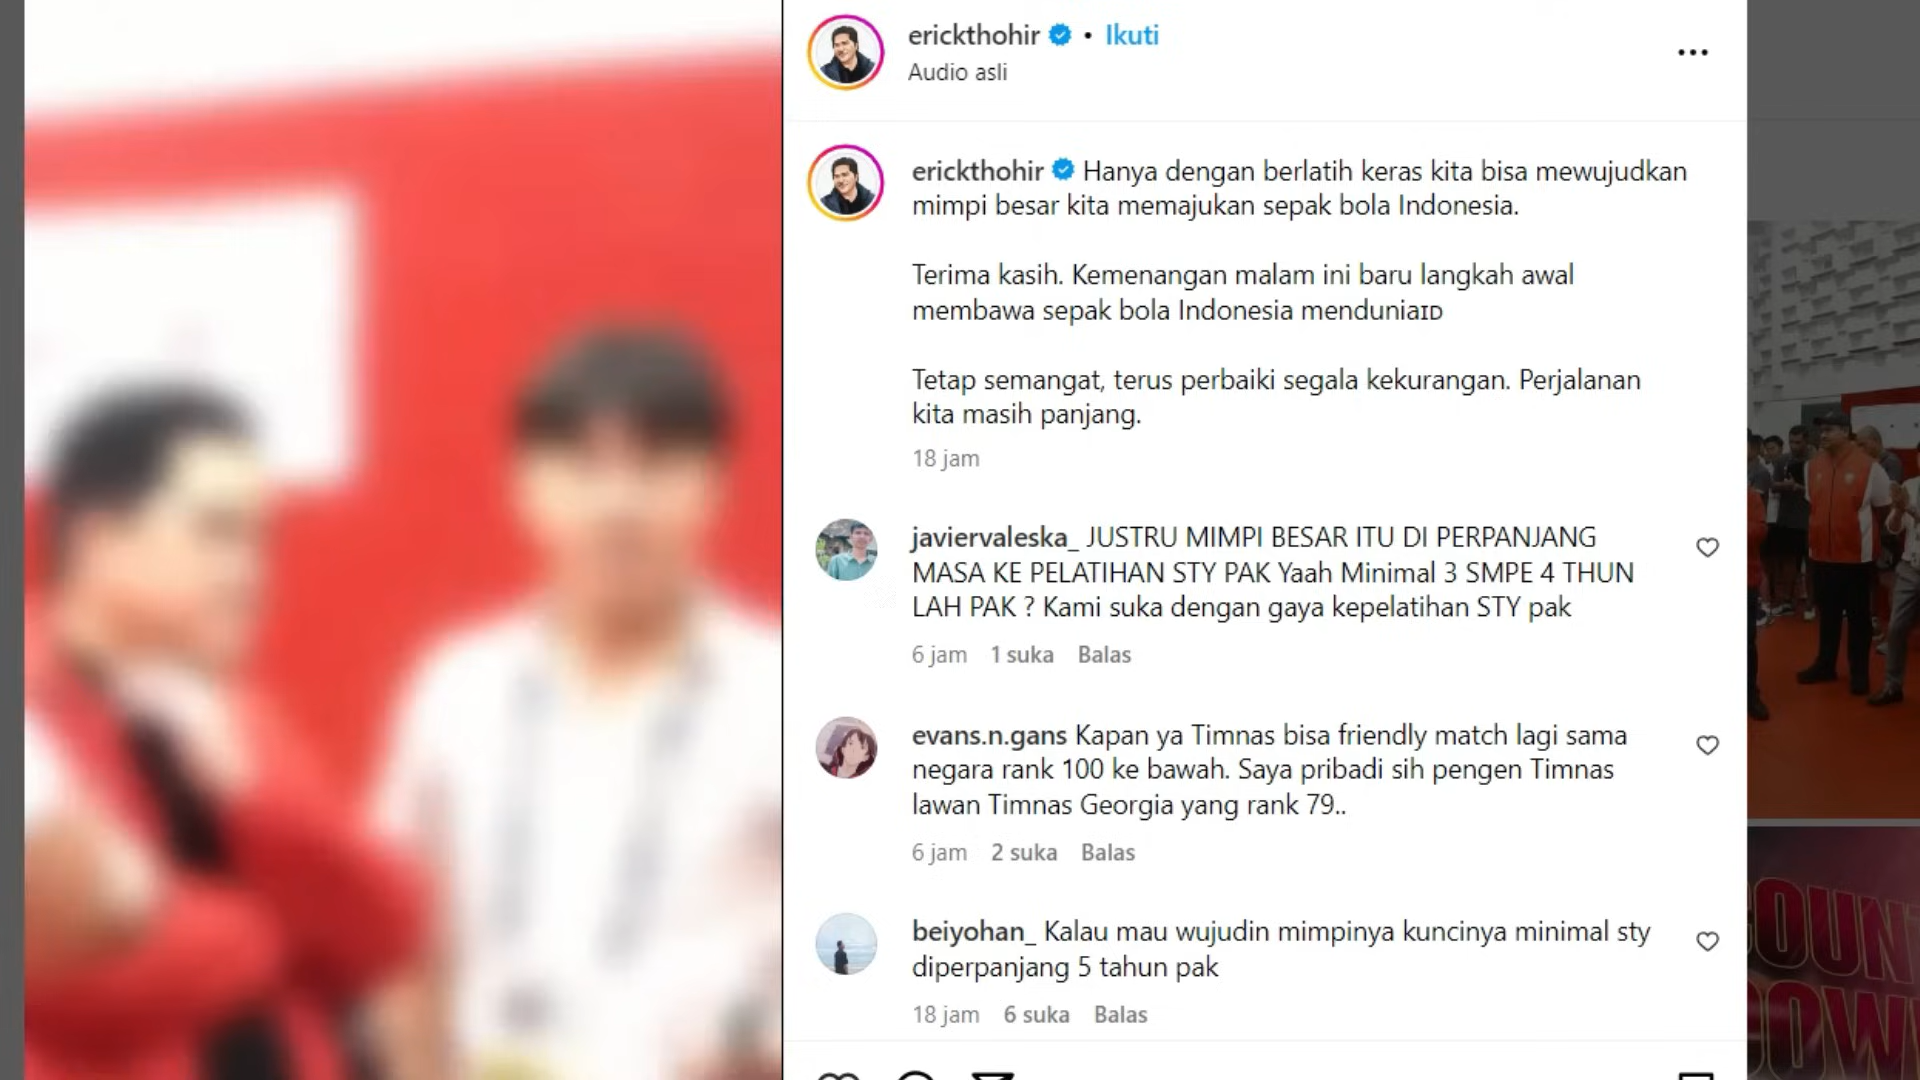 erickthohir • Ikuti
Audio asli
erickthohir Hanya dengan berlatih keras kita bisa mewujudkan
mimpi besar kita memajukan sepak bola Indonesia.
Terima kasih. Kemenangan malam ini baru langkah awal
membawa sepak bola Indonesia menduniaɪᴅ
Tetap semangat, terus perbaiki segala kekurangan. Perjalanan
kita masih panjang.
18 jam
javiervaleska_ JUSTRU MIMPI BESAR ITU DI PERPANJANG
MASA KE PELATIHAN STY PAK Yaah Minimal 3 SMPE 4 THUN
LAH PAK ? Kami suka dengan gaya kepelatihan STY pak
6 jam 1 suka Balas
evans.n.gans Kapan ya Timnas bisa friendly match lagi sama
negara rank 100 ke bawah. Saya pribadi sih pengen Timnas
lawan Timnas Georgia yang rank 79..
6 jam 2 suka Balas
beiyohan_ Kalau mau wujudin mimpinya kuncinya minimal sty
diperpanjang 5 tahun pak
18 jam 6 suka Balas